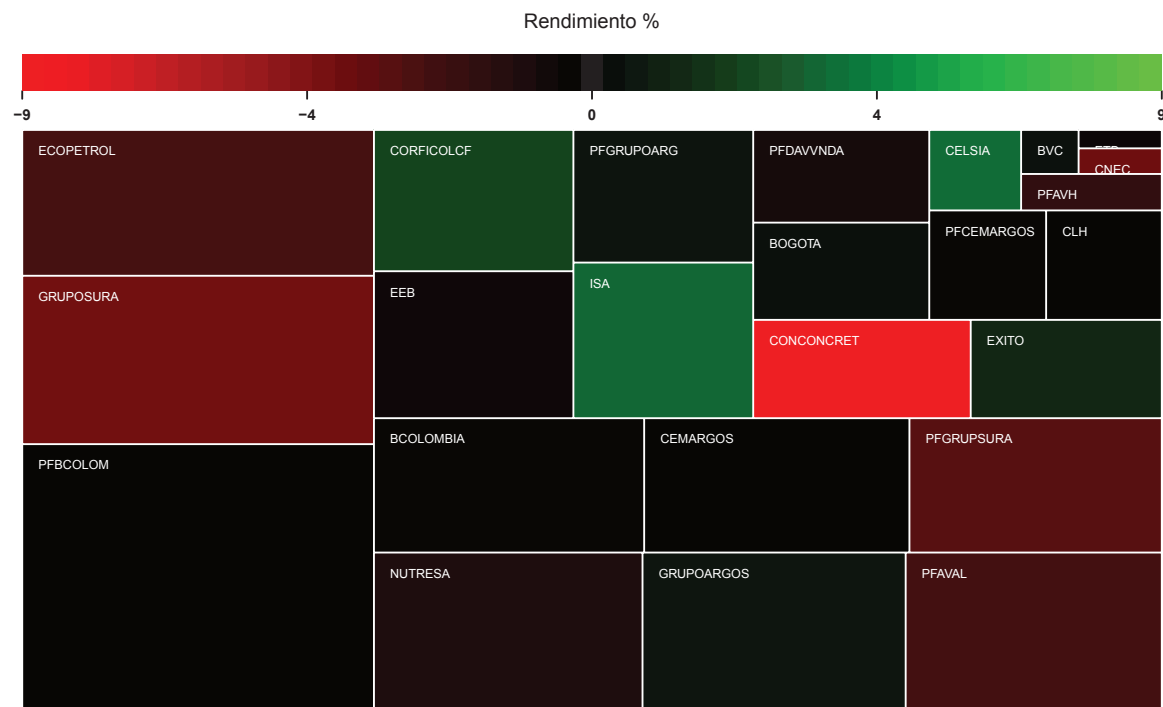 Rendimiento %
−9 −4 0 4 9
ECOPETROL
GRUPOSURA
PFBCOLOM
CORFICOLCF
EEB
PFGRUPOARG
ISA
PFDAVVNDA
BOGOTA
CELSIA
BVC
CNEC
PFAVH
PFCEMARGOS
CLH
CONCONCRET
EXITO
BCOLOMBIA
CEMARGOS
PFGRUPSURA
NUTRESA
GRUPOARGOS
PFAVAL